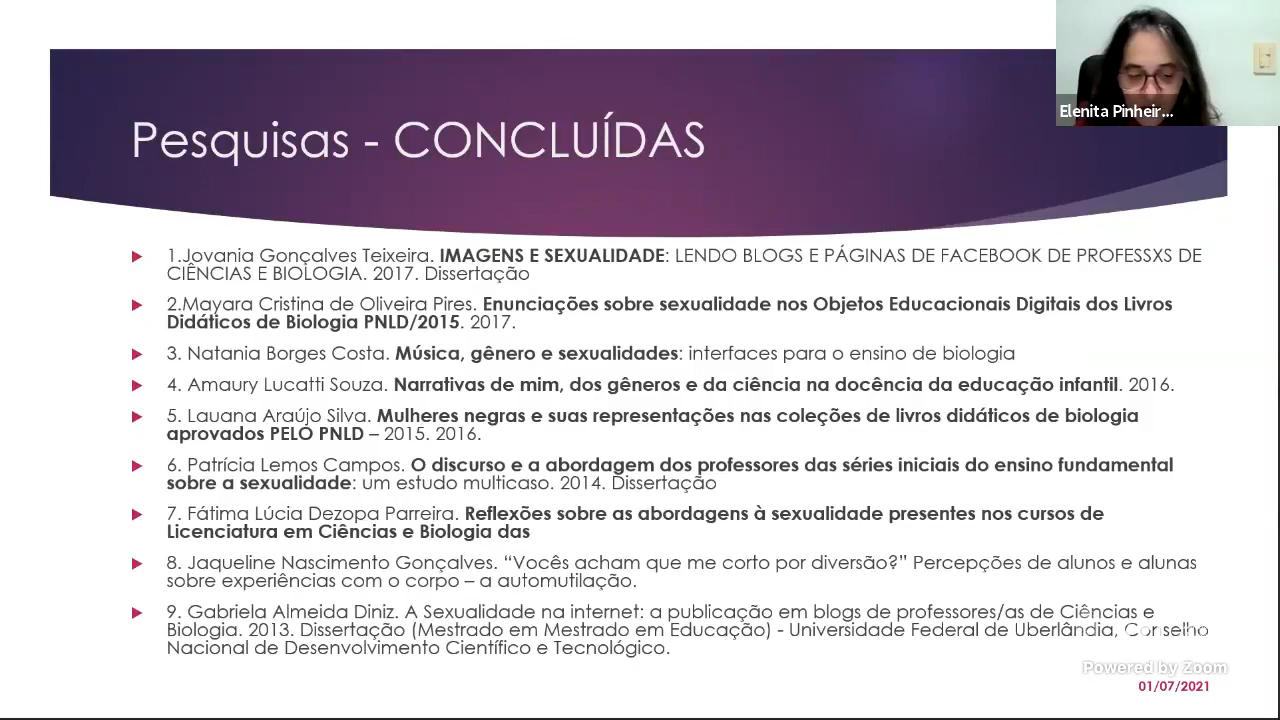 Elenita Pinheir...
Pesquisas - CONCLUÍDAS
1.Jovania Gonçalves Teixeira. IMAGENS E SEXUALIDADE: LENDO BLOGS E PÁGINAS DE FACEBOOK DE PROFESSXS DE
CIÊNCIAS E BIOLOGIA. 2017. Dissertação
2.Mayara Cristina de Oliveira Pires. Enunciações sobre sexualidade nos Objetos Educacionais Digitais dos Livros
Didáticos de Biologia PNLD/2015. 2017.
3. Natania Borges Costa. Música, gênero e sexualidades: interfaces para o ensino de biologia
4. Amaury Lucatti Souza. Narrativas de mim, dos gêneros e da ciência na docência da educação infantil. 2016.
5. Lauana Araújo Silva. Mulheres negras e suas representações nas coleções de livros didáticos de biologia
aprovados PELO PNLD – 2015. 2016.
6. Patrícia Lemos Campos. O discurso e a abordagem dos professores das séries iniciais do ensino fundamental
sobre a sexualidade: um estudo multicaso. 2014. Dissertação
7. Fátima Lúcia Dezopa Parreira. Reflexões sobre as abordagens à sexualidade presentes nos cursos de
Licenciatura em Ciências e Biologia das
8. Jaqueline Nascimento Gonçalves. “Vocês acham que me corto por diversão?” Percepções de alunos e alunas
sobre experiências com o corpo – a automutilação.
9. Gabriela Almeida Diniz. A Sexualidade na internet: a publicação em blogs de professores/as de Ciências e
Biologia. 2013. Dissertação (Mestrado em Mestrado em Educação) - Universidade Federal de Uberlândia, Conselho
Nacional de Desenvolvimento Científico e Tecnológico.
Powered by Zoom
01/07/2021